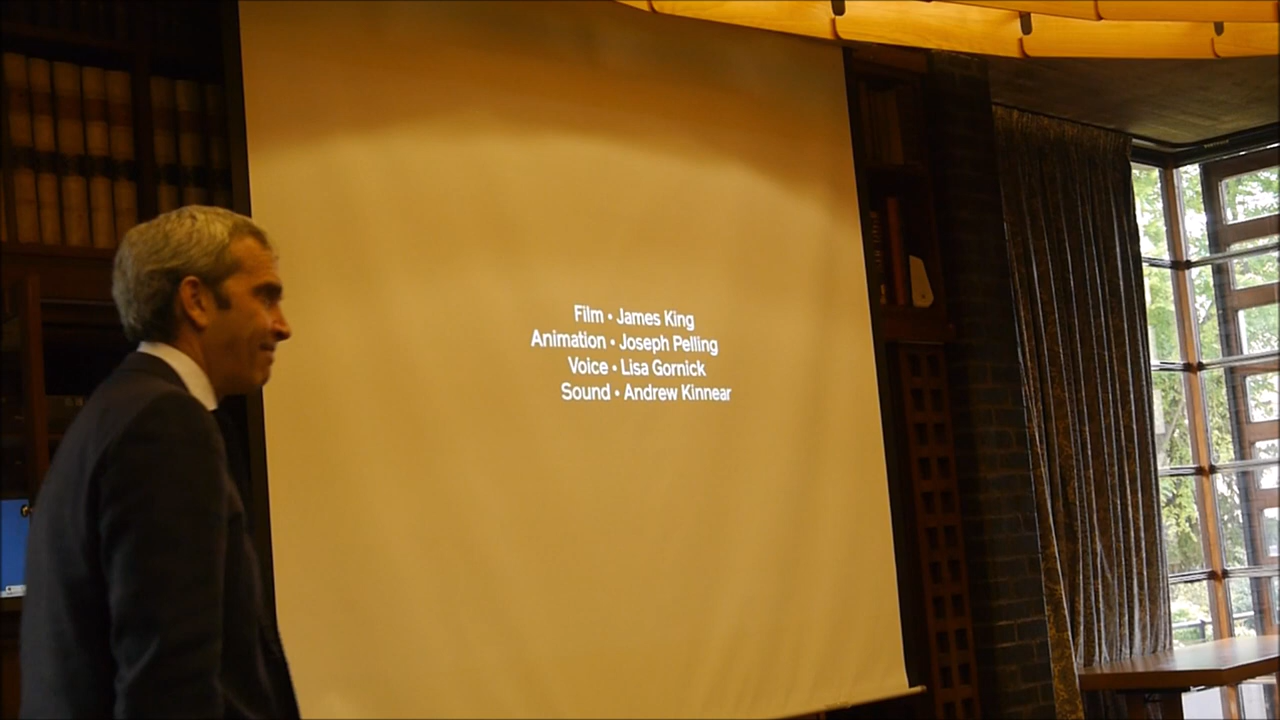 Film • James King
Animation • Joseph Pelling
Voice • Lisa Gornick
Sound • Andrew Kinnear